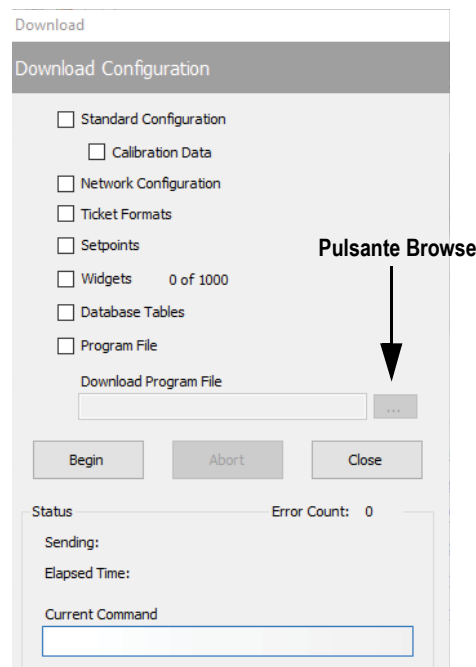 Download
Download Configuration
Standard Configuration
Calibration Data
Network Configuration
Ticket Formats
Setpoints
Pulsante Browse
Widgets 0 of 1000
Database Tables
Program File
Download Program File
...
Begin Abort Close
Status Error Count: 0
Sending:
Elapsed Time:
Current Command